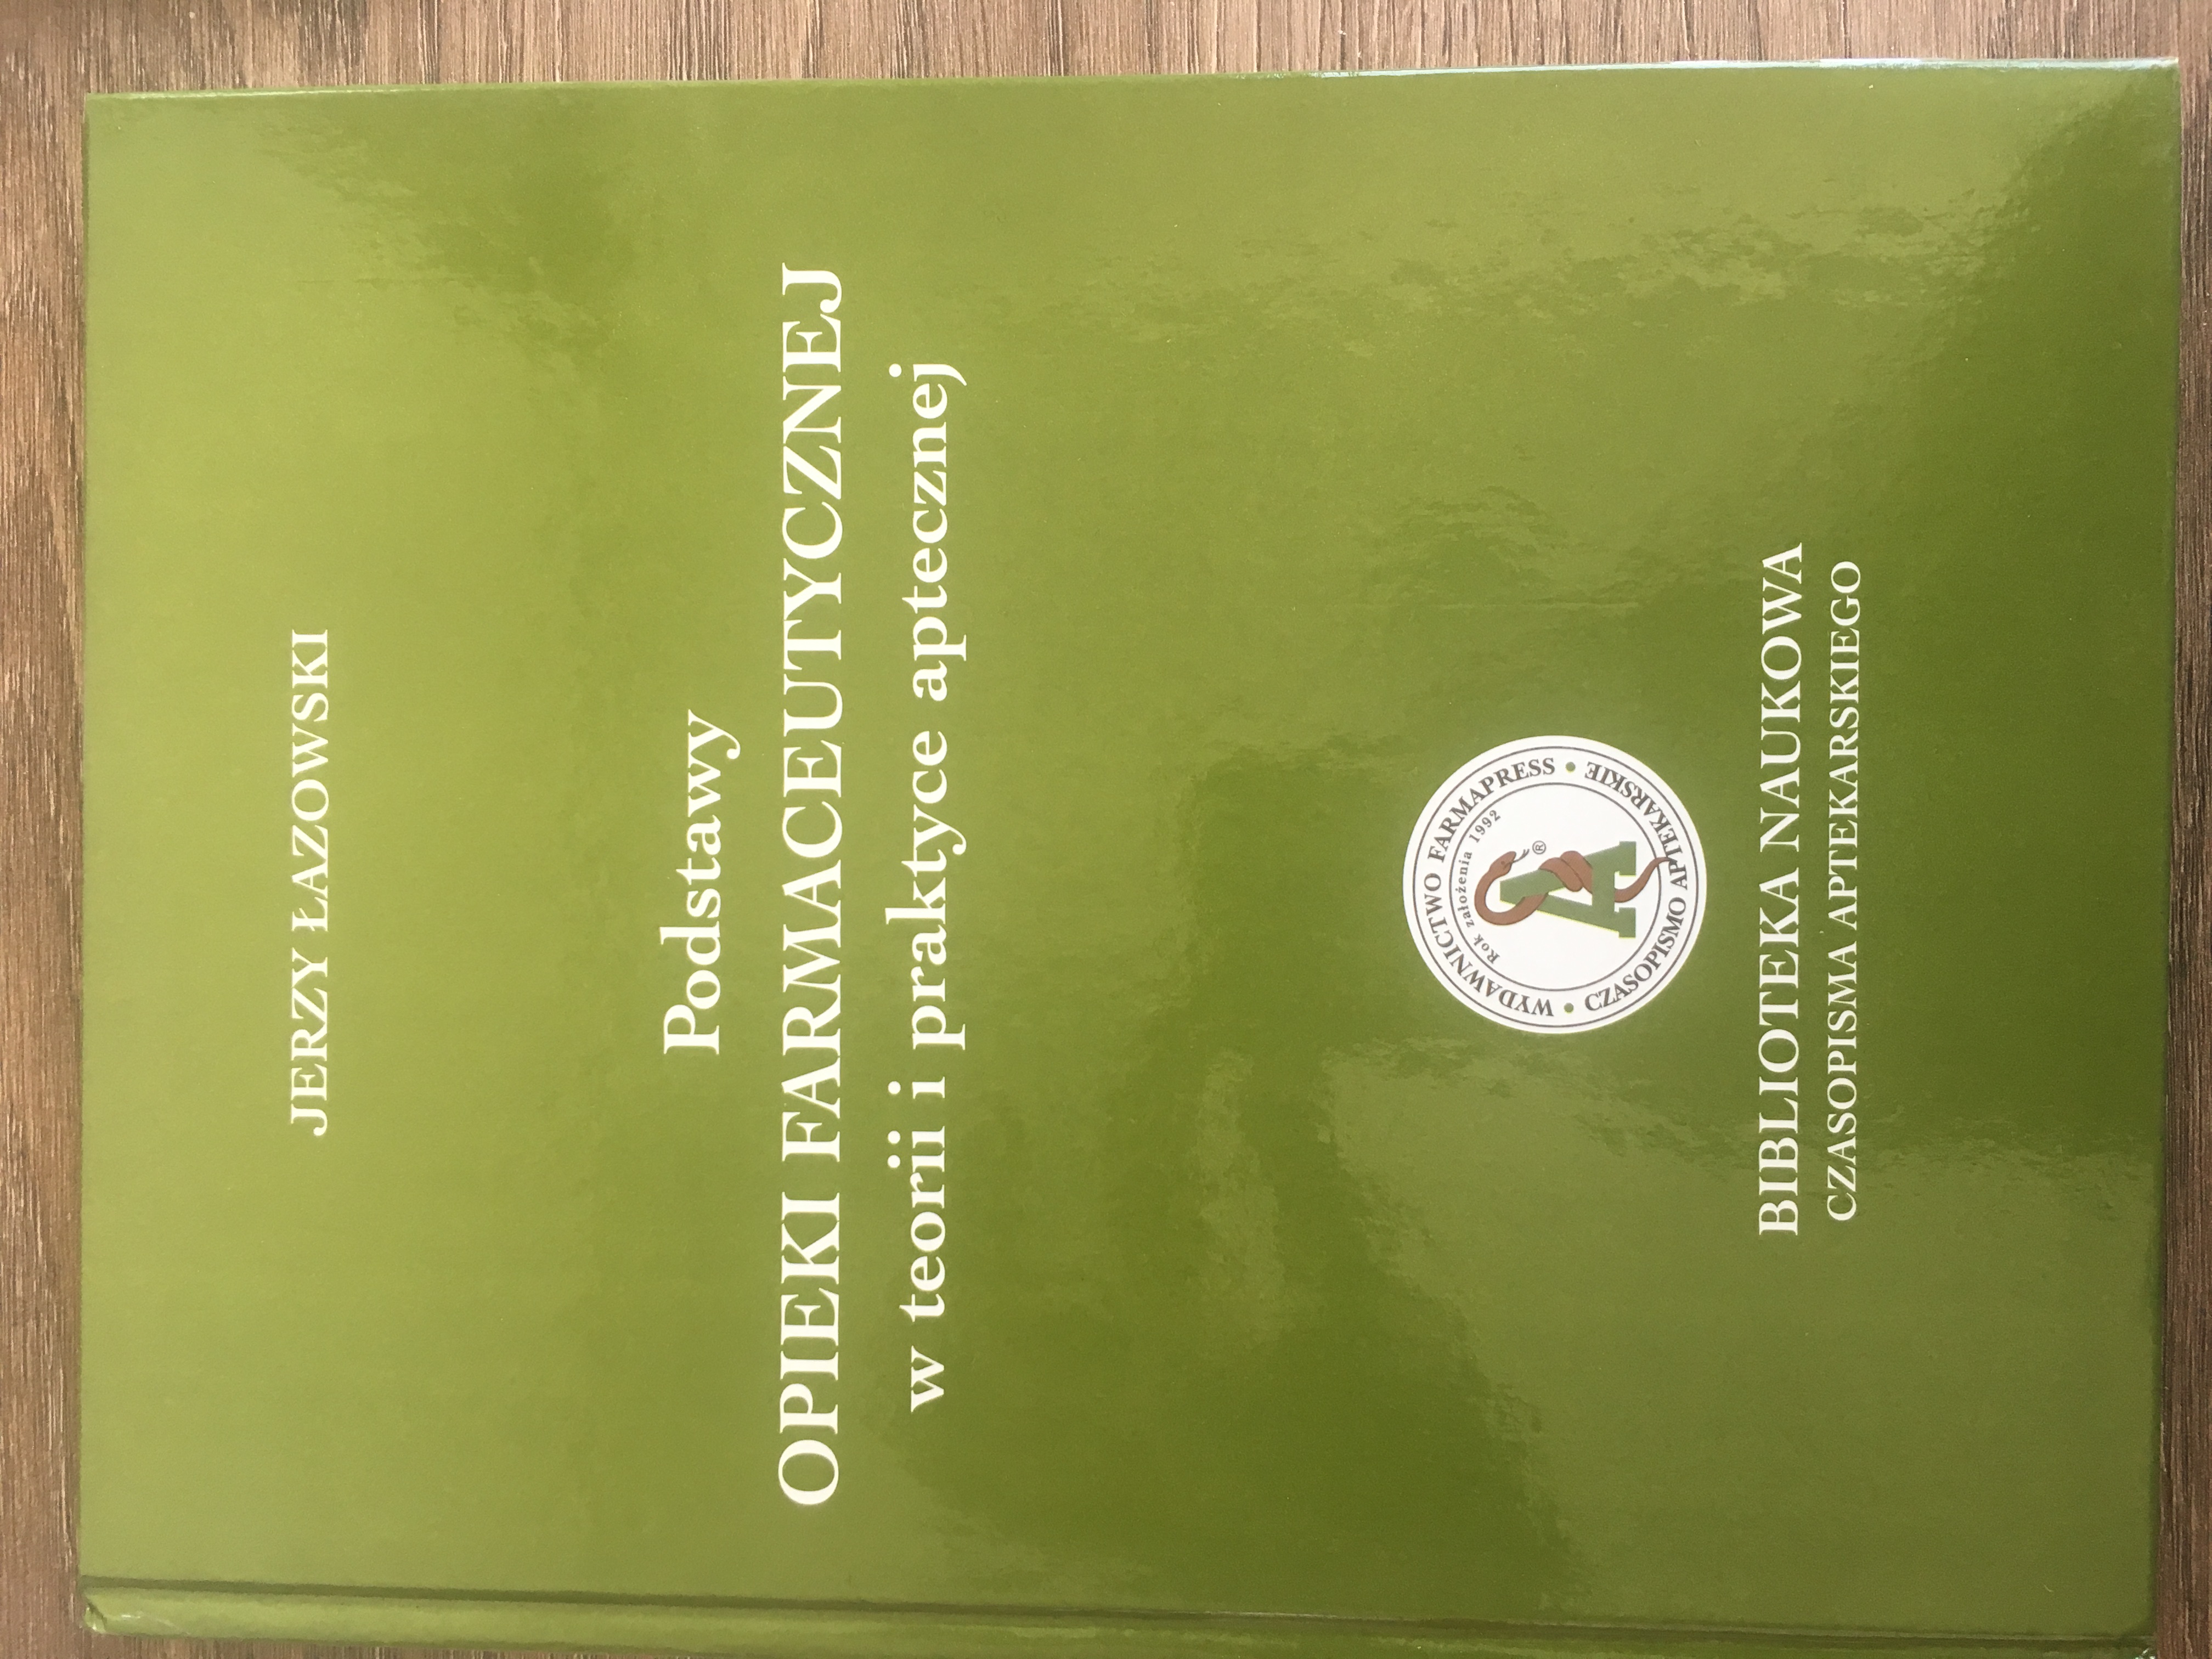 JERZY ŁAZOWSKI
Podstawy
OPIEKI FARMACEUTYCZNEJ
w teorii i praktyce aptecznej
WYDAWNICTWO FARMAPRESS • CZASOPISMO APTEKARSKIE •
Rok założenia 1992
A ®
BIBLIOTEKA NAUKOWA
CZASOPISMA APTEKARSKIEGO